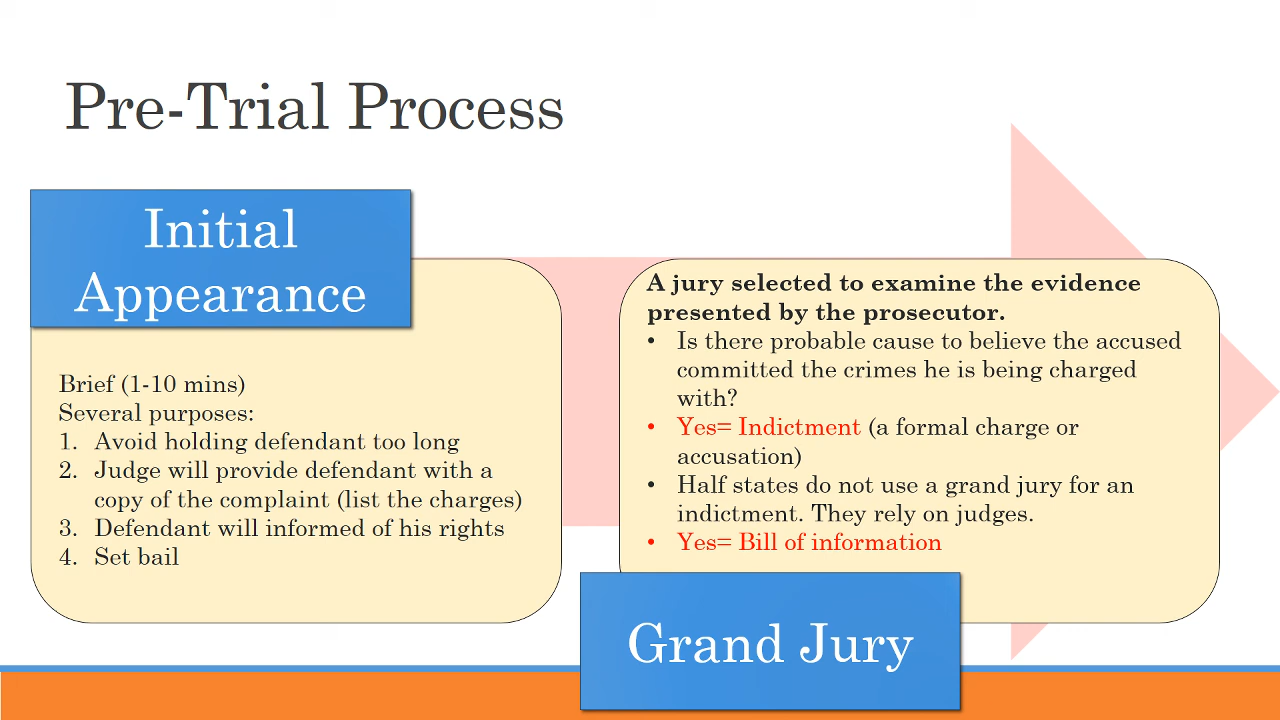 Pre-Trial Process
Initial
Appearance
Brief (1-10 mins)
Several purposes:
1. Avoid holding defendant too long
2. Judge will provide defendant with a
copy of the complaint (list the charges)
3. Defendant will informed of his rights
4. Set bail
A jury selected to examine the evidence
presented by the prosecutor.
• Is there probable cause to believe the accused
committed the crimes he is being charged
with?
• Yes= Indictment (a formal charge or
accusation)
• Half states do not use a grand jury for an
indictment. They rely on judges.
• Yes= Bill of information
Grand Jury